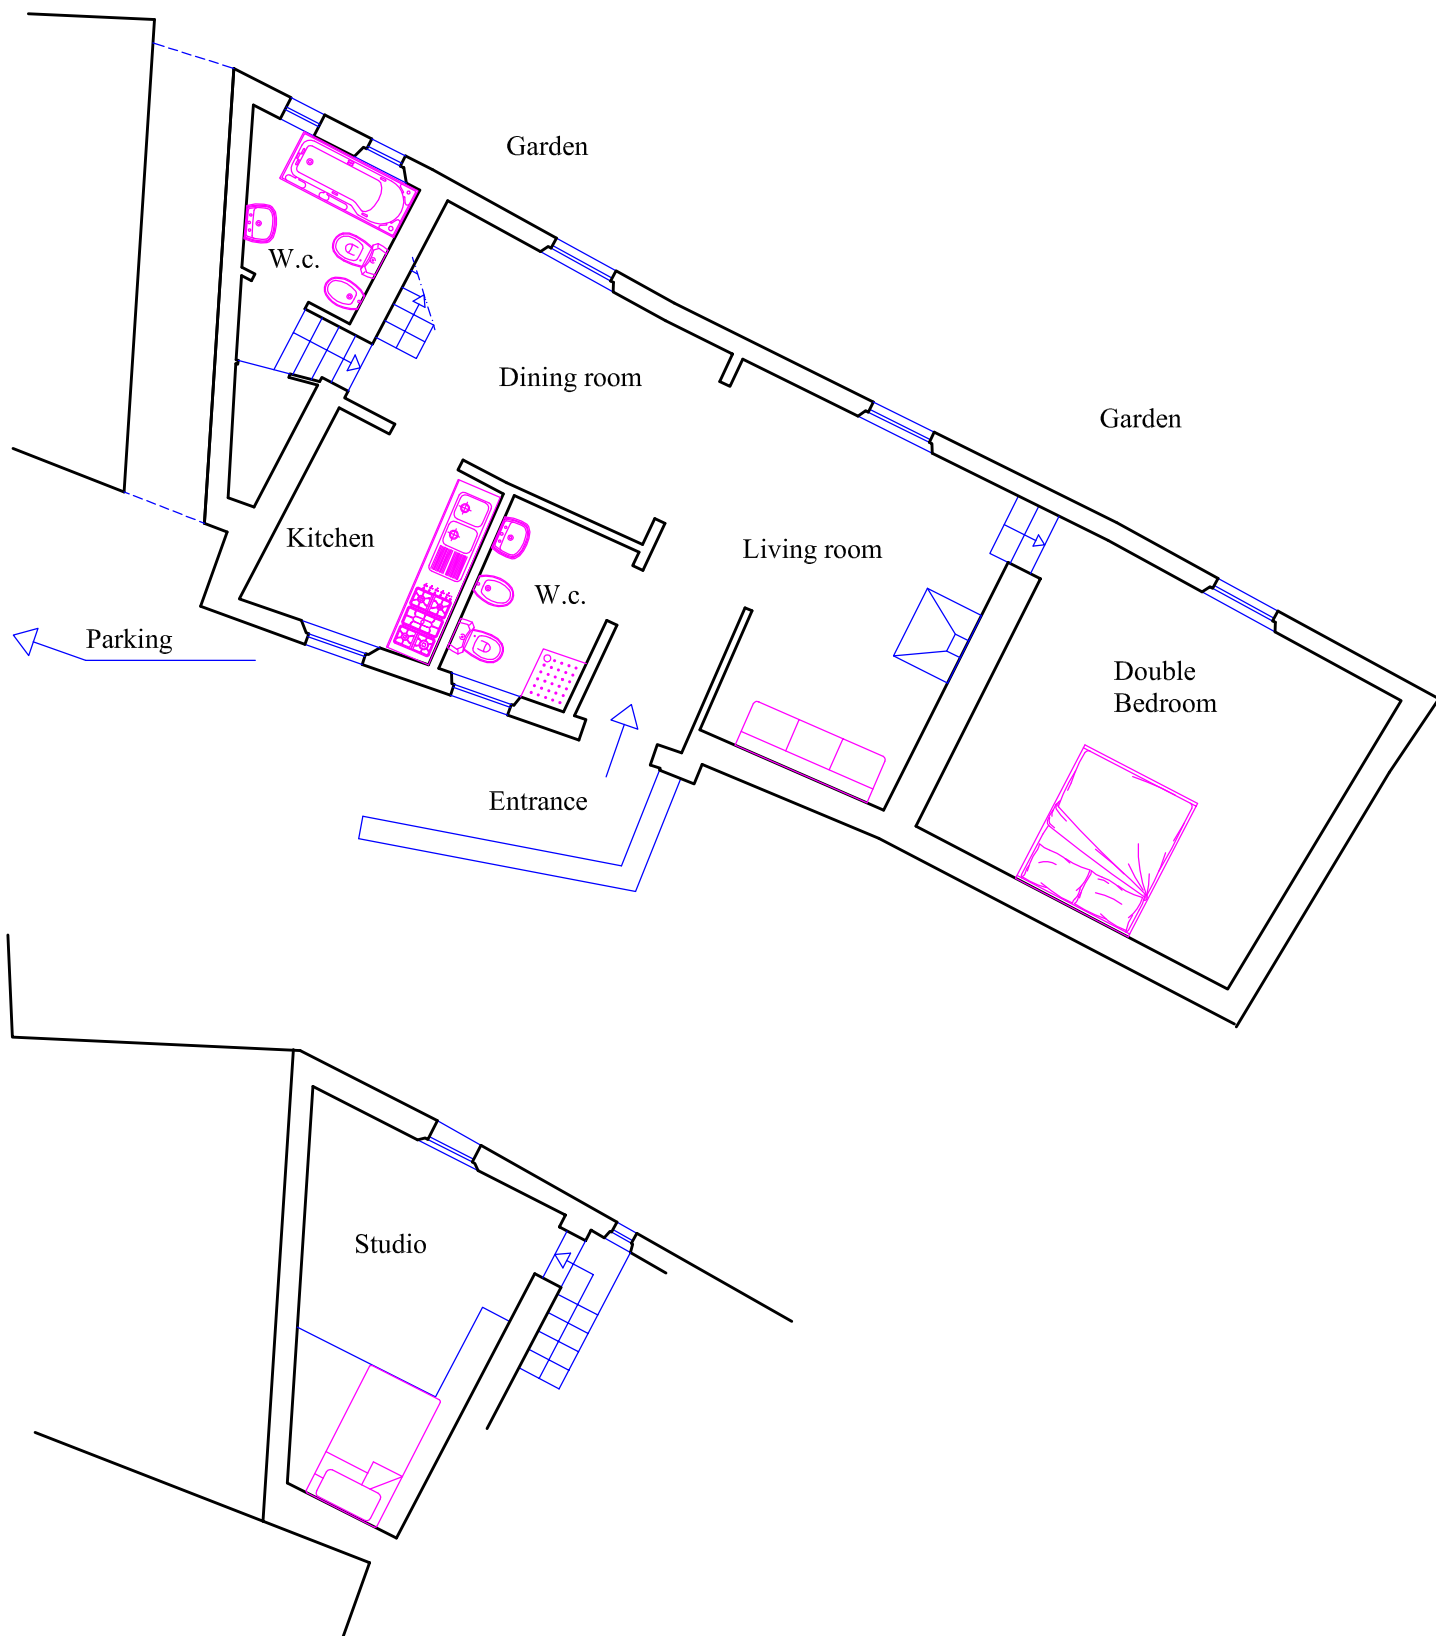 Garden
W.c.
Dining room
Garden
Kitchen
Living room
W.c.
Parking
Double
Bedroom
Entrance
Studio